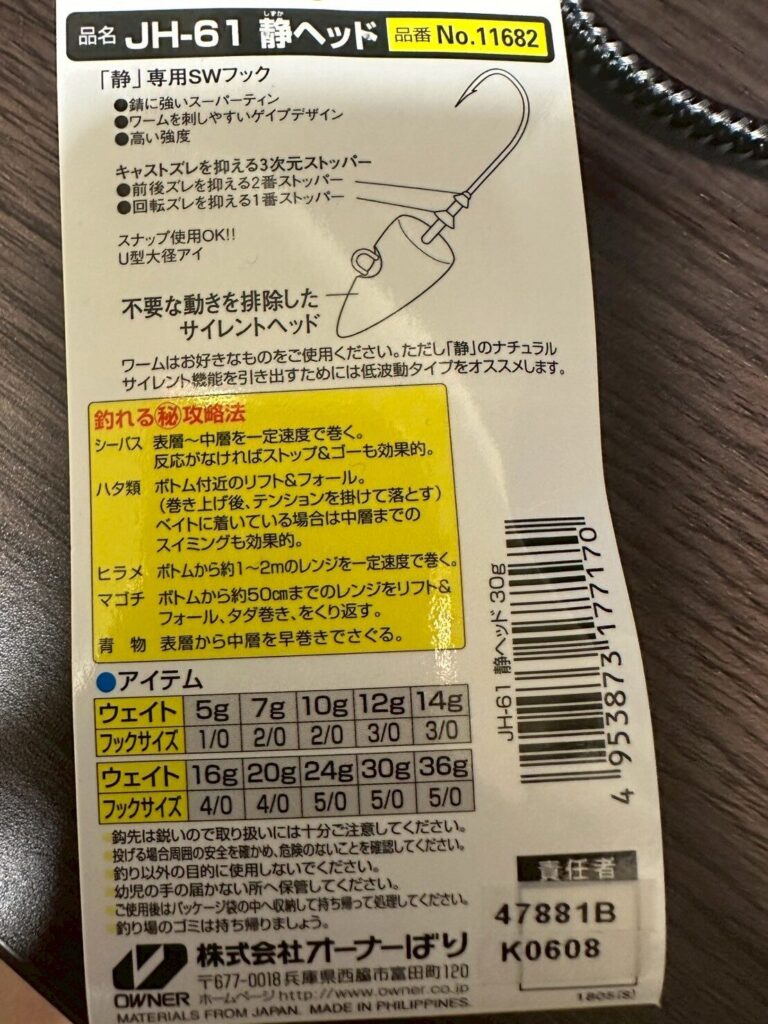 品名 JH-61 静ヘッド 品番 No.11682
しずか
「静」専用SWフック
●錆に強いスーパーティン
●ワームを刺しやすいゲイプデザイン
●高い強度
キャストズレを抑える3次元ストッパー
●前後ズレを抑える2番ストッパー
●回転ズレを抑える1番ストッパー
スナップ使用OK!!
U型大径アイ
不要な動きを排除した
サイレントヘッド
ワームはお好きなものをご使用ください。ただし「静」のナチュラル
サイレント機能を引き出すためには低波動タイプをオススメします。
釣れる㊙攻略法
シーバス 表層～中層を一定速度で巻く。
反応がなければストップ&ゴーも効果的。
ハタ類 ボトム付近のリフト&フォール。
(巻き上げ後、テンションを掛けて落とす)
ベイトに着いている場合は中層までの
スイミングも効果的。
ヒラメ ボトムから約1～2mのレンジを一定速度で巻く。
マゴチ ボトムから約50cmまでのレンジをリフト&
フォール、タダ巻き、をくり返す。
青物 表層から中層を早巻きでさぐる。
●アイテム
ウェイト 5g 7g 10g 12g 14g
フックサイズ 1/0 2/0 2/0 3/0 3/0
ウェイト 16g 20g 24g 30g 36g
フックサイズ 4/0 4/0 5/0 5/0 5/0
鈎先は鋭いので取り扱いには十分ご注意してください。
投げる場合周囲の安全を確かめ、危険のないことを確認してください。
釣り以外の目的に使用しないでください。
幼児の手の届かない所へ保管してください。
ご使用後はパッケージ袋の中へ収納して持ち帰って処理してください。
釣り場のゴミは持ち帰りましょう。
OWNER
株式会社オーナーばり
〒677-0018 兵庫県西脇市富田町120
ホームページ http://www.owner.co.jp
MATERIALS FROM JAPAN. MADE IN PHILIPPINES.
JH-61 静ヘッド 30g
4 953873 177170
責任者
47881B
K0608
1805(S)